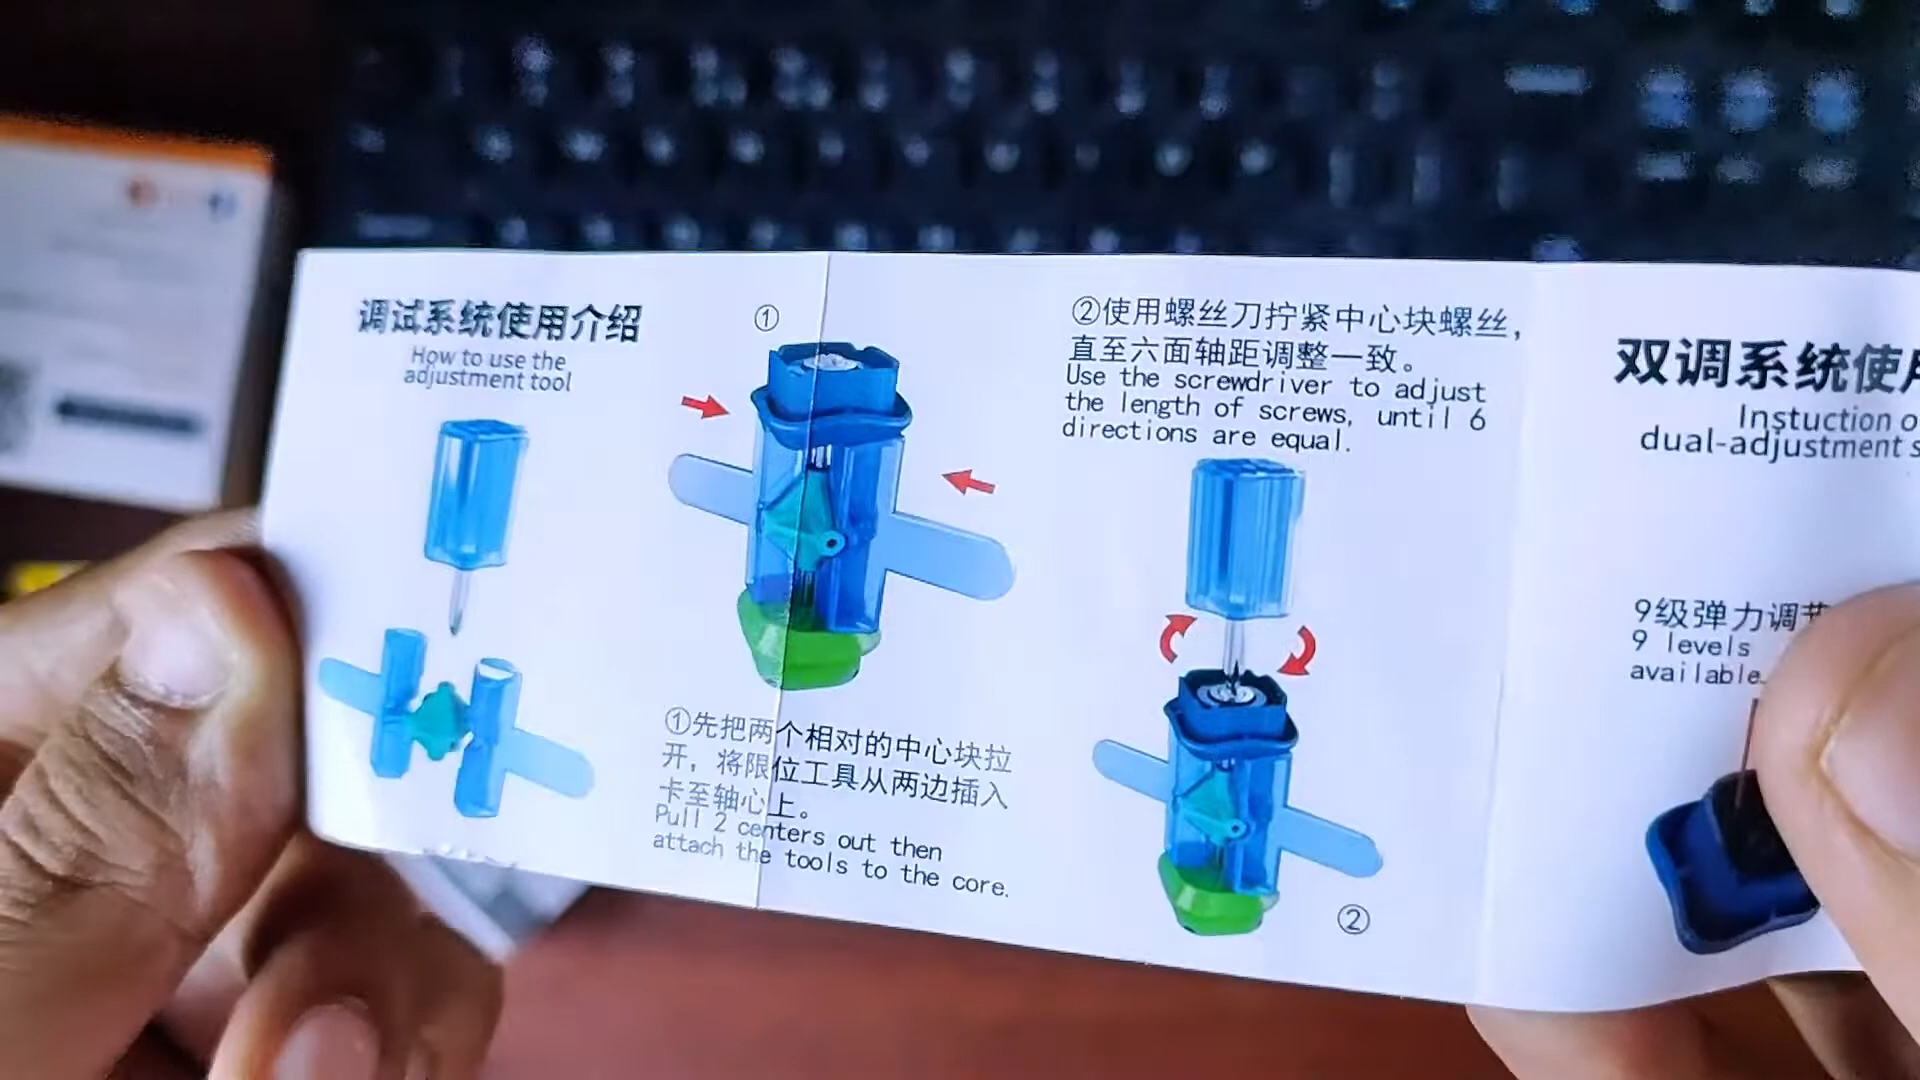 调试系统使用介绍
How to use the
adjustment tool
①
①先把两个相对的中心块拉
开，将限位工具从两边插入
卡至轴心上。
Pull 2 centers out then
attach the tools to the core.
②使用螺丝刀拧紧中心块螺丝，
直至六面轴距调整一致。
Use the screwdriver to adjust
the length of screws, until 6
directions are equal.
②
双调系统使用
Instuction o
dual-adjustment s
9级弹力调节
9 levels
available